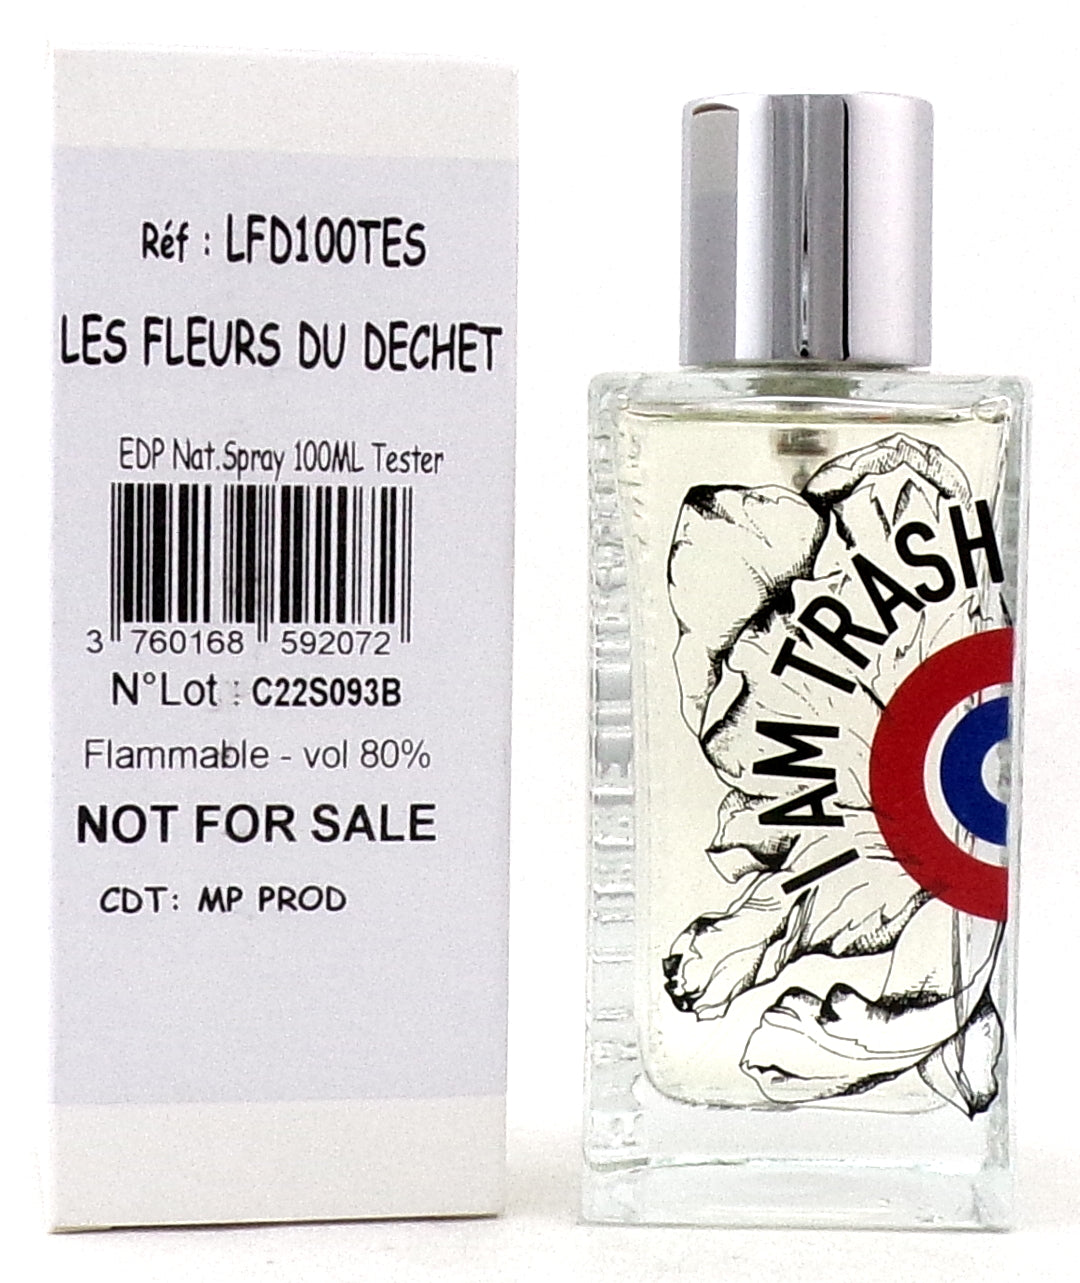 Réf : LFD100TES
LES FLEURS DU DECHET
EDP Nat.Spray 100ML Tester
3 760168 592072
N°Lot : C22S093B
Flammable - vol 80%
NOT FOR SALE
CDT: MP PROD
I AM TRASH